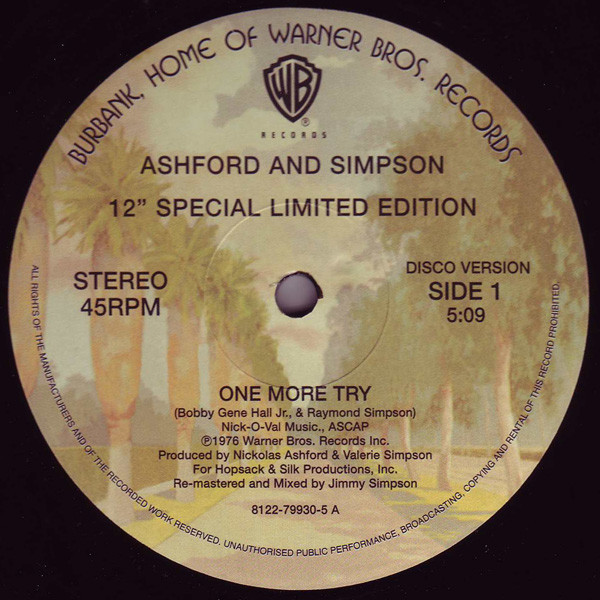 BURBANK, HOME OF WARNER BROS. RECORDS
WB
®
RECORDS
ASHFORD AND SIMPSON
12” SPECIAL LIMITED EDITION
STEREO
45RPM
DISCO VERSION
SIDE 1
5:09
ONE MORE TRY
(Bobby Gene Hall Jr., & Raymond Simpson)
Nick-O-Val Music., ASCAP
℗1976 Warner Bros. Records Inc.
Produced by Nickolas Ashford & Valerie Simpson
For Hopsack & Silk Productions, Inc.
Re-mastered and Mixed by Jimmy Simpson
8122-79930-5 A
ALL RIGHTS OF THE MANUFACTURERS AND OF THE RECORDED WORK RESERVED. UNAUTHORISED PUBLIC PERFORMANCE, BROADCASTING, COPYING AND RENTAL OF THIS RECORD PROHIBITED.